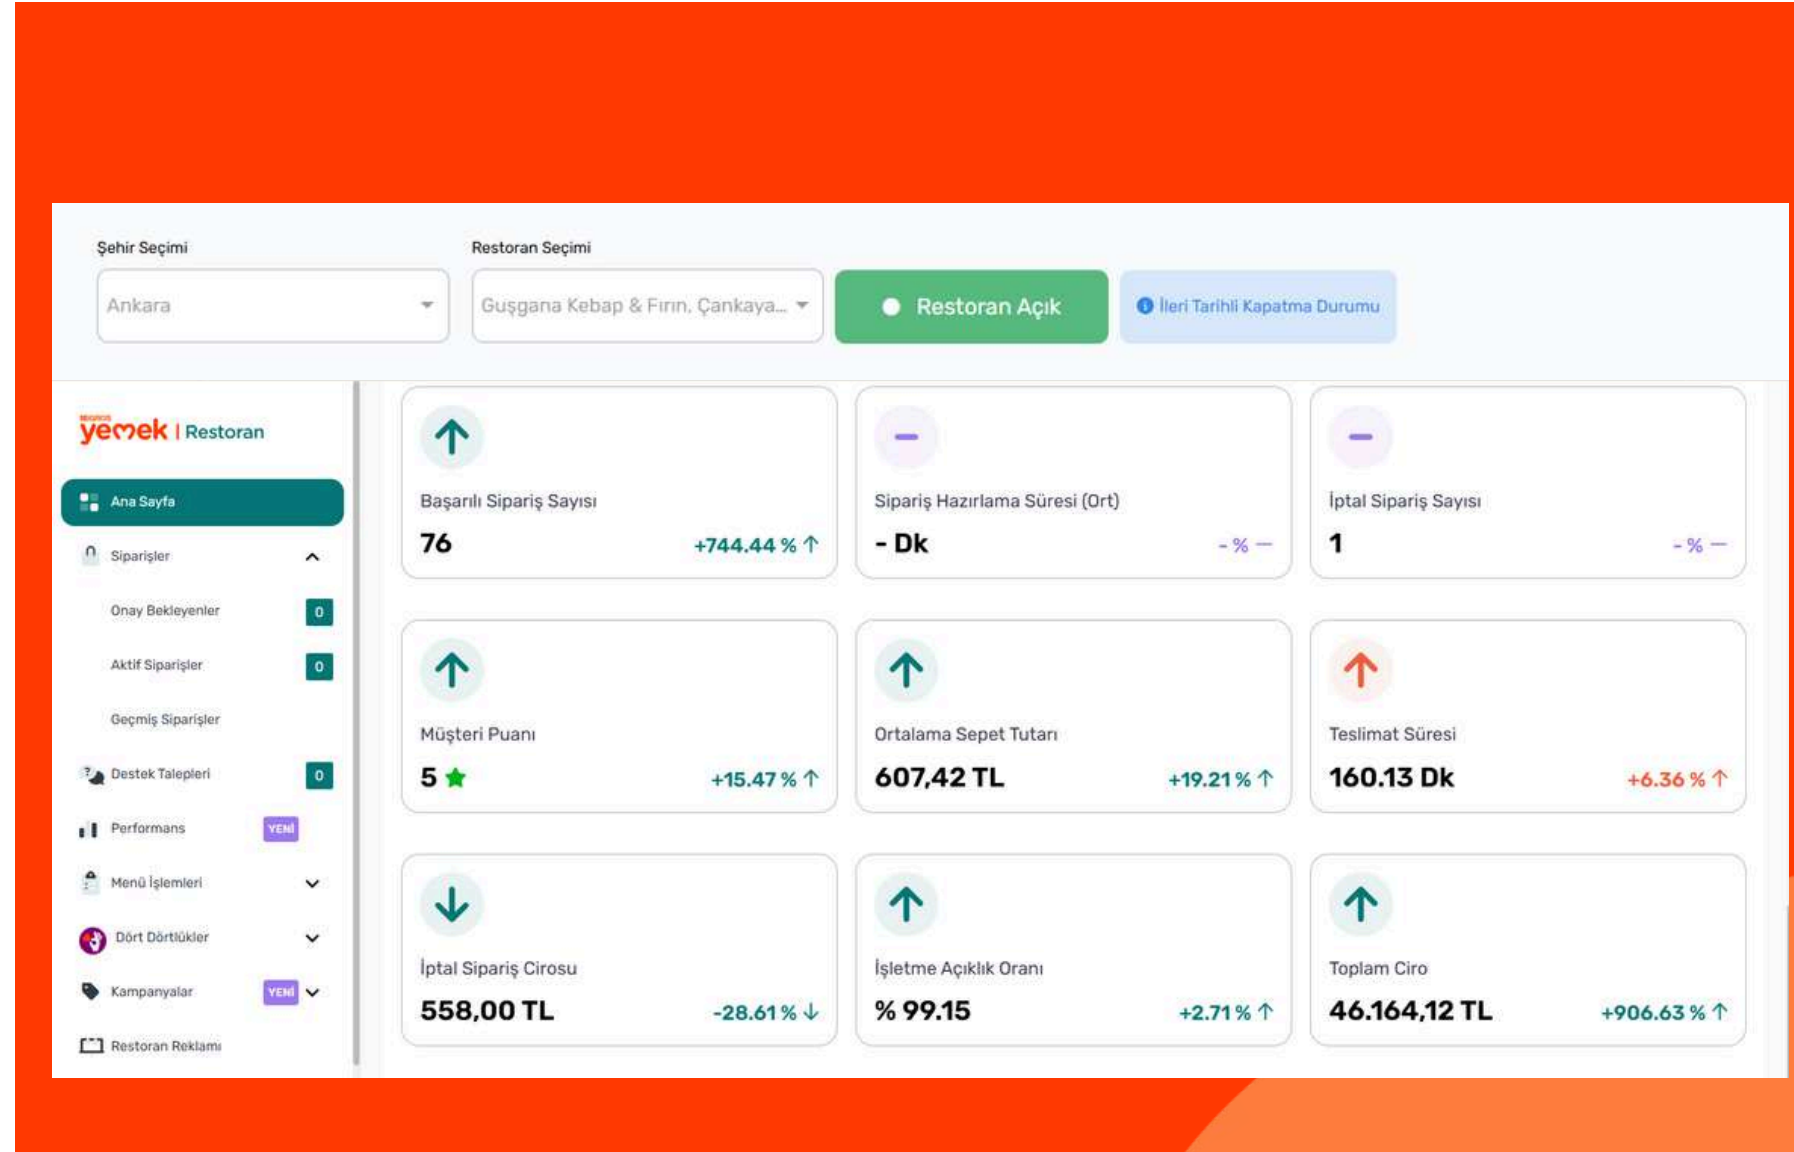 Şehir Seçimi
Restoran Seçimi
Ankara
Guşgana Kebap & Fırın, Çankaya...
Restoran Açık
İleri Tarihli Kapatma Durumu
yemek | Restoran
Ana Sayfa
Siparişler
Onay Bekleyenler 0
Aktif Siparişler 0
Geçmiş Siparişler
Destek Talepleri 0
Performans YENİ
Menü İşlemleri
Dört Dörtlükler
Kampanyalar YENİ
Restoran Reklamı
Başarılı Sipariş Sayısı
76 +744.44 % ↑
Sipariş Hazırlama Süresi (Ort)
- Dk - % —
İptal Sipariş Sayısı
1 - % —
Müşteri Puanı
5 +15.47 % ↑
Ortalama Sepet Tutarı
607,42 TL +19.21 % ↑
Teslimat Süresi
160.13 Dk +6.36 % ↑
İptal Sipariş Cirosu
558,00 TL -28.61 % ↓
İşletme Açıklık Oranı
% 99.15 +2.71 % ↑
Toplam Ciro
46.164,12 TL +906.63 % ↑